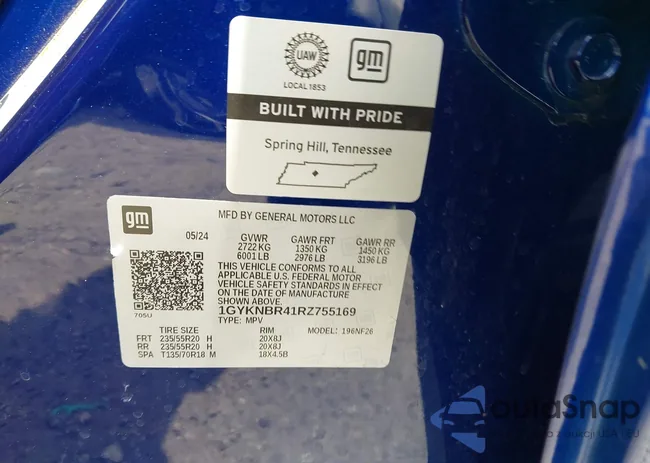 UAW
gm
LOCAL 1853
BUILT WITH PRIDE
Spring Hill, Tennessee
gm
MFD BY GENERAL MOTORS LLC
05/24 GVWR GAWR FRT GAWR RR
2722 KG 1350 KG 1450 KG
6001 LB 2976 LB 3196 LB
THIS VEHICLE CONFORMS TO ALL
APPLICABLE U.S. FEDERAL MOTOR
VEHICLE SAFETY STANDARDS IN EFFECT
ON THE DATE OF MANUFACTURE
SHOWN ABOVE.
1GYKNBR41RZ755169
705U
TYPE: MPV MODEL: 196NF26
TIRE SIZE RIM
FRT 235/55R20 H 20X8J
RR 235/55R20 H 20X8J
SPA T135/70R18 M 18X4.5B